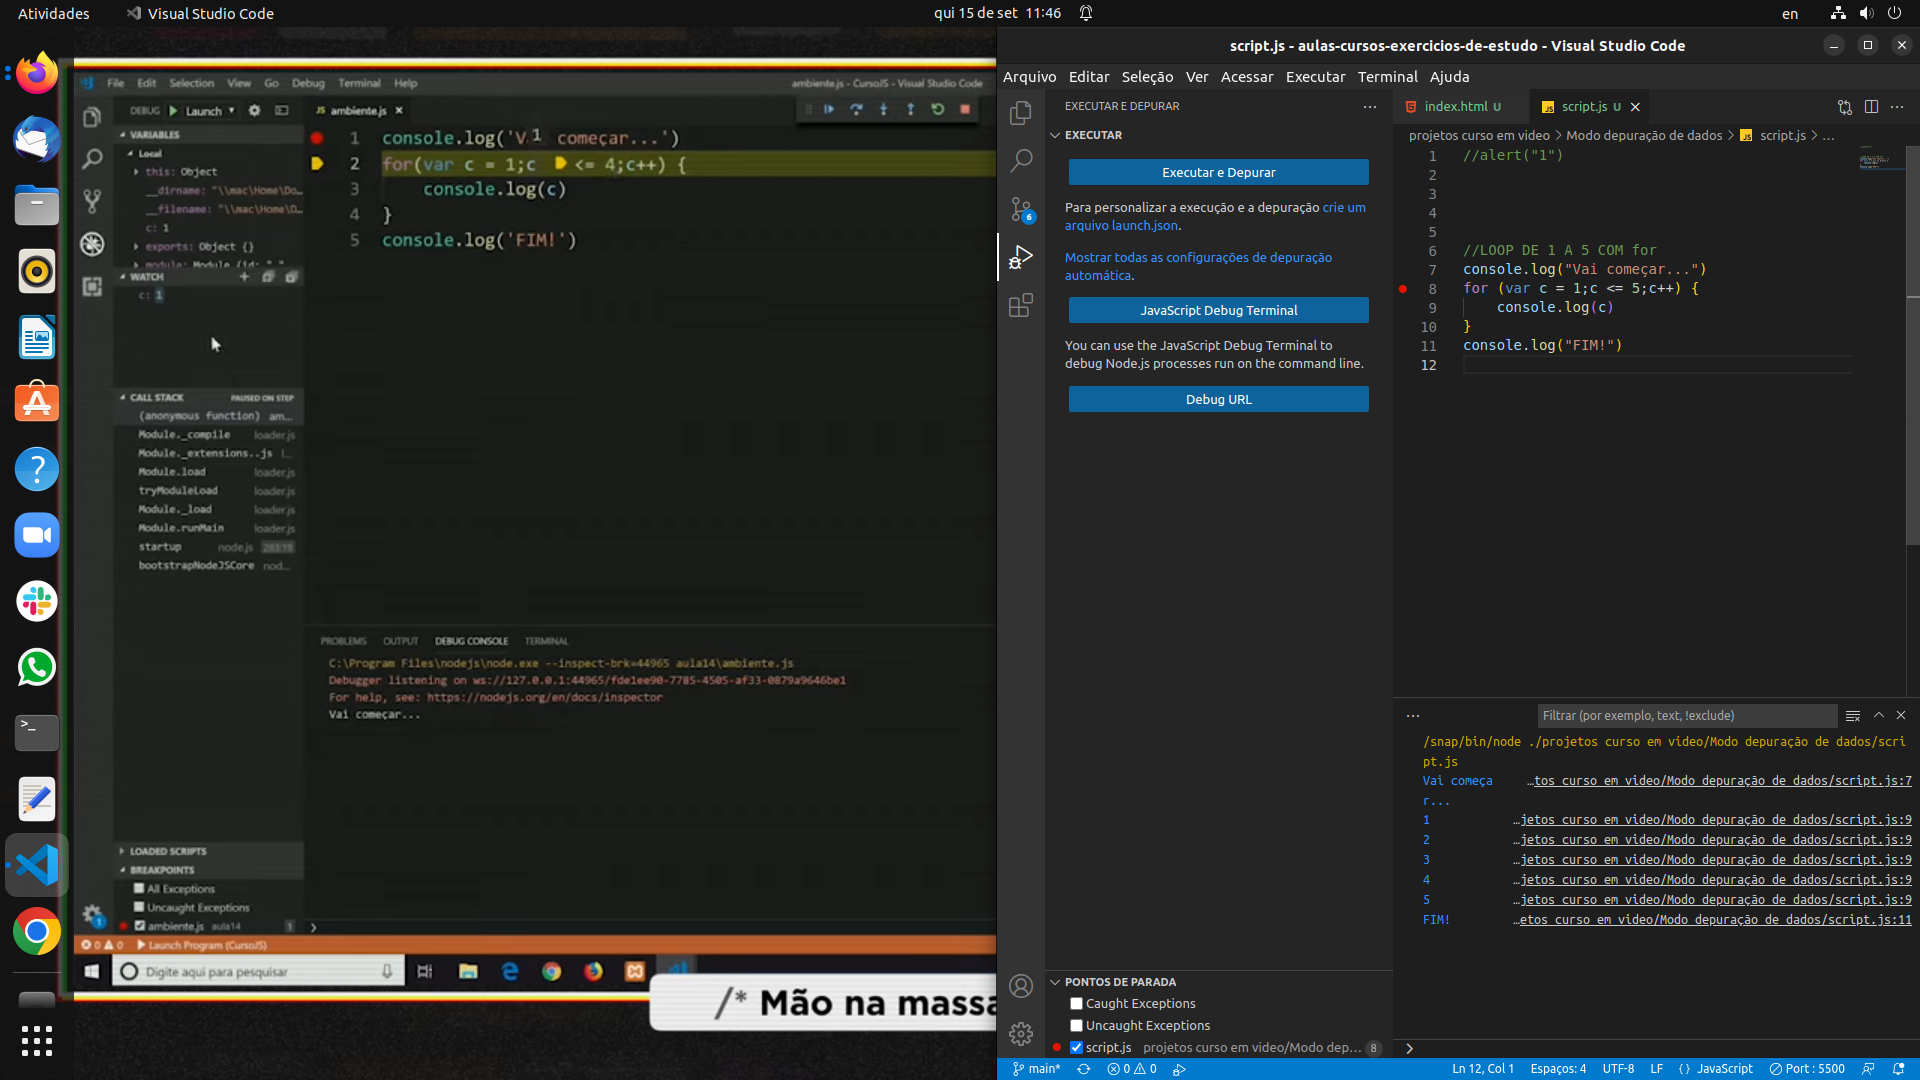 Atividades
Visual Studio Code
qui 15 de set 11:46
en
File Edit Selection View Go Debug Terminal Help
ambiente.js - CursoJS - Visual Studio Code
DEBUG Launch
ambiente.js
VARIABLES
Local
this: Object
__dirname: "\\mac\Home\Do…
__filename: "\\mac\Home\D…
c: 1
exports: Object {}
WATCH
c: 1
CALL STACK PAUSED ON STEP
(anonymous function) am…
Module._compile loader.js
Module._extensions..js l…
Module.load loader.js
tryModuleLoad loader.js
Module._load loader.js
Module.runMain loader.js
startup node.js 283:19
bootstrapNodeJSCore nod…
LOADED SCRIPTS
BREAKPOINTS
All Exceptions
Uncaught Exceptions
ambiente.js aula14 1
1 console.log('V 1 começar...')
2 for(var c = 1;c <= 4;c++) {
3 console.log(c)
4 }
5 console.log('FIM!')
PROBLEMS OUTPUT DEBUG CONSOLE TERMINAL
C:\Program Files\nodejs\node.exe --inspect-brk=44965 aula14\ambiente.js
Debugger listening on ws://127.0.0.1:44965/fde1ee90-7785-4505-af33-0879a9646be1
For help, see: https://nodejs.org/en/docs/inspector
Vai começar...
0 0 Launch Program (CursoJS)
Digite aqui para pesquisar
/* Mão na massa
script.js - aulas-cursos-exercicios-de-estudo - Visual Studio Code
Arquivo Editar Seleção Ver Acessar Executar Terminal Ajuda
6
EXECUTAR E DEPURAR
EXECUTAR
Executar e Depurar
Para personalizar a execução e a depuração crie um
arquivo launch.json.
Mostrar todas as configurações de depuração
automática.
JavaScript Debug Terminal
You can use the JavaScript Debug Terminal to
debug Node.js processes run on the command line.
Debug URL
PONTOS DE PARADA
Caught Exceptions
Uncaught Exceptions
script.js projetos curso em video/Modo dep… 8
index.html U
script.js U
projetos curso em video > Modo depuração de dados > script.js > …
1 //alert("1")
2
3
4
5
6 //LOOP DE 1 A 5 COM for
7 console.log("Vai começar...")
8 for (var c = 1;c <= 5;c++) {
9 console.log(c)
10 }
11 console.log("FIM!")
12
Filtrar (por exemplo, text, !exclude)
/snap/bin/node ./projetos curso em video/Modo depuração de dados/scri
pt.js
Vai começa …tos curso em video/Modo depuração de dados/script.js:7
r...
1 …jetos curso em video/Modo depuração de dados/script.js:9
2 …jetos curso em video/Modo depuração de dados/script.js:9
3 …jetos curso em video/Modo depuração de dados/script.js:9
4 …jetos curso em video/Modo depuração de dados/script.js:9
5 …jetos curso em video/Modo depuração de dados/script.js:9
FIM! …etos curso em video/Modo depuração de dados/script.js:11
main* 0 0
Ln 12, Col 1 Espaços: 4 UTF-8 LF {} JavaScript Port : 5500